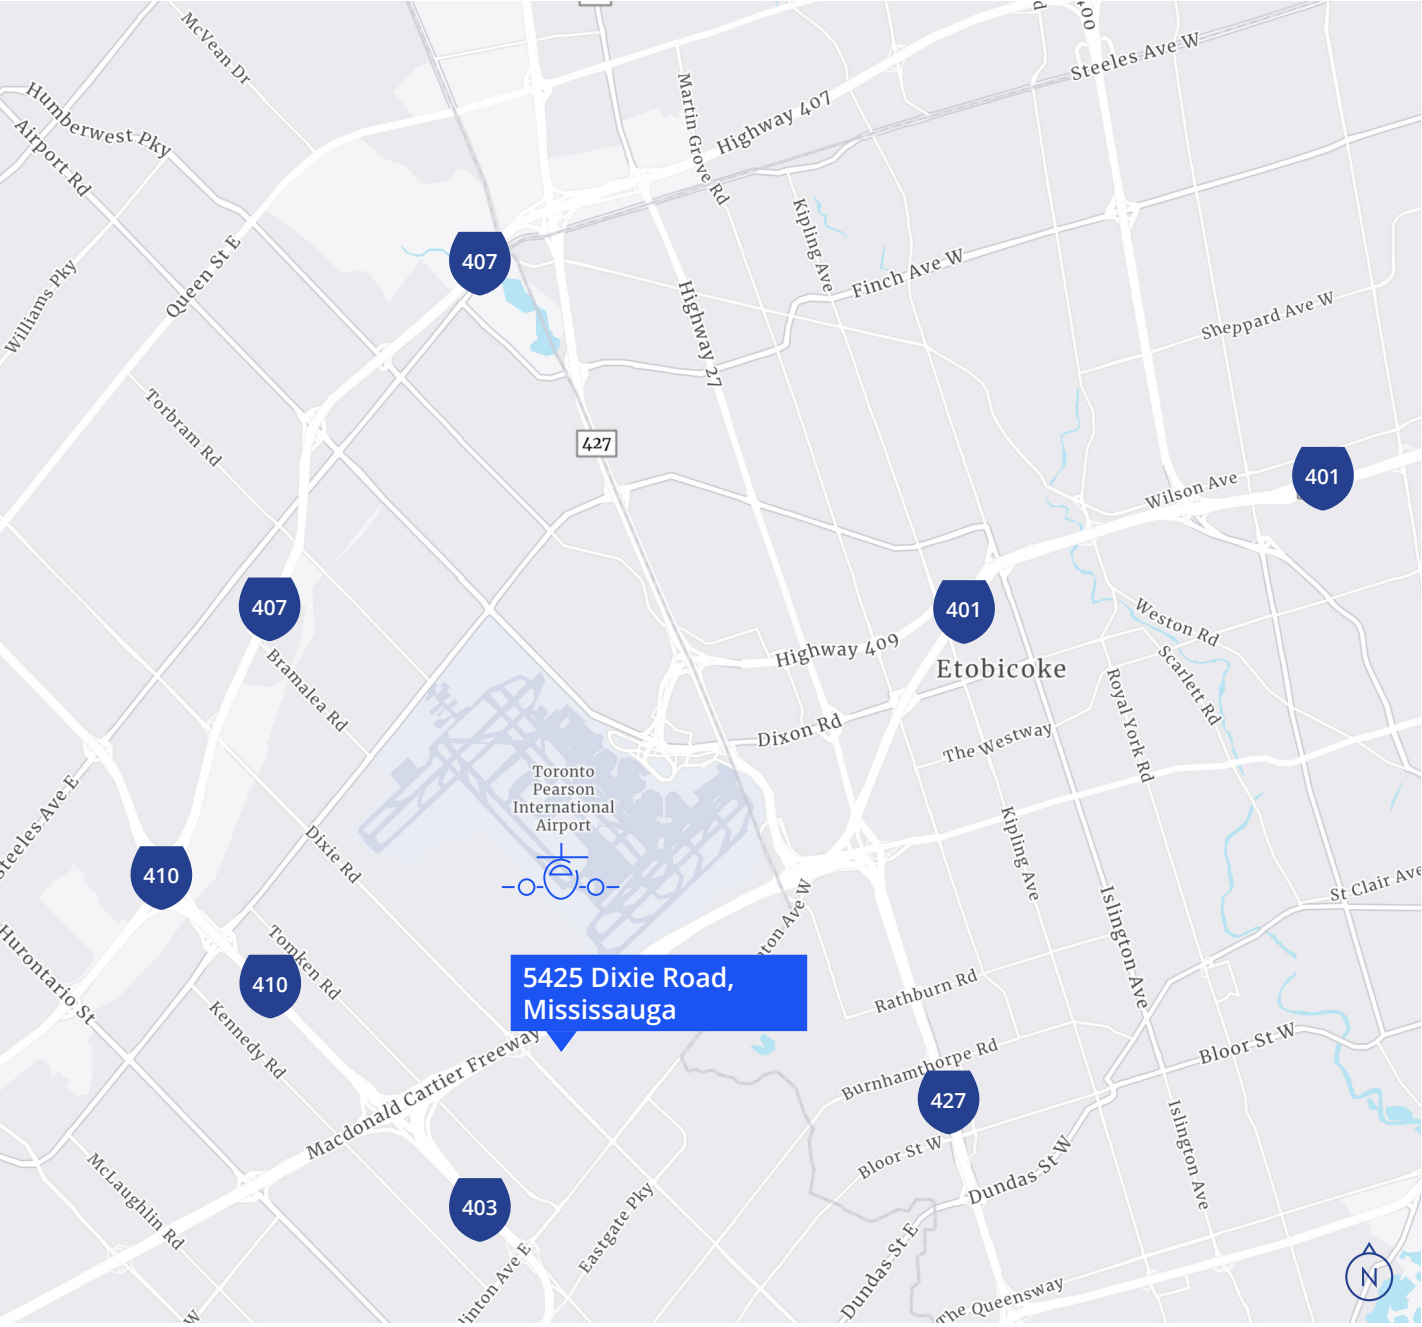 McVean Dr
400
Steeles Ave W
Humberwest Pky
Martin Grove Rd
Highway 407
Airport Rd
Kipling Ave
Queen St E
407
Finch Ave W
Williams Pky
Highway 27
Sheppard Ave W
Torbram Rd
427
401
Wilson Ave
407
401
Weston Rd
Highway 409
Etobicoke
Bramalea Rd
Scarlett Rd
Royal York Rd
Dixon Rd
The Westway
Toronto
Pearson
International
Airport
Steeles Ave E
Dixie Rd
Kipling Ave
410
St Clair Ave
Islington Ave
nton Ave W
Hurontario St
Tomken Rd
410
5425 Dixie Road,
Mississauga
Rathburn Rd
Kennedy Rd
Bloor St W
Burnhamthorpe Rd
Macdonald Cartier Freeway
427
Islington Ave
Bloor St W
McLaughlin Rd
Dundas St W
403
Eastgate Pky
linton Ave E
Dundas St E
N
The Queensway
W